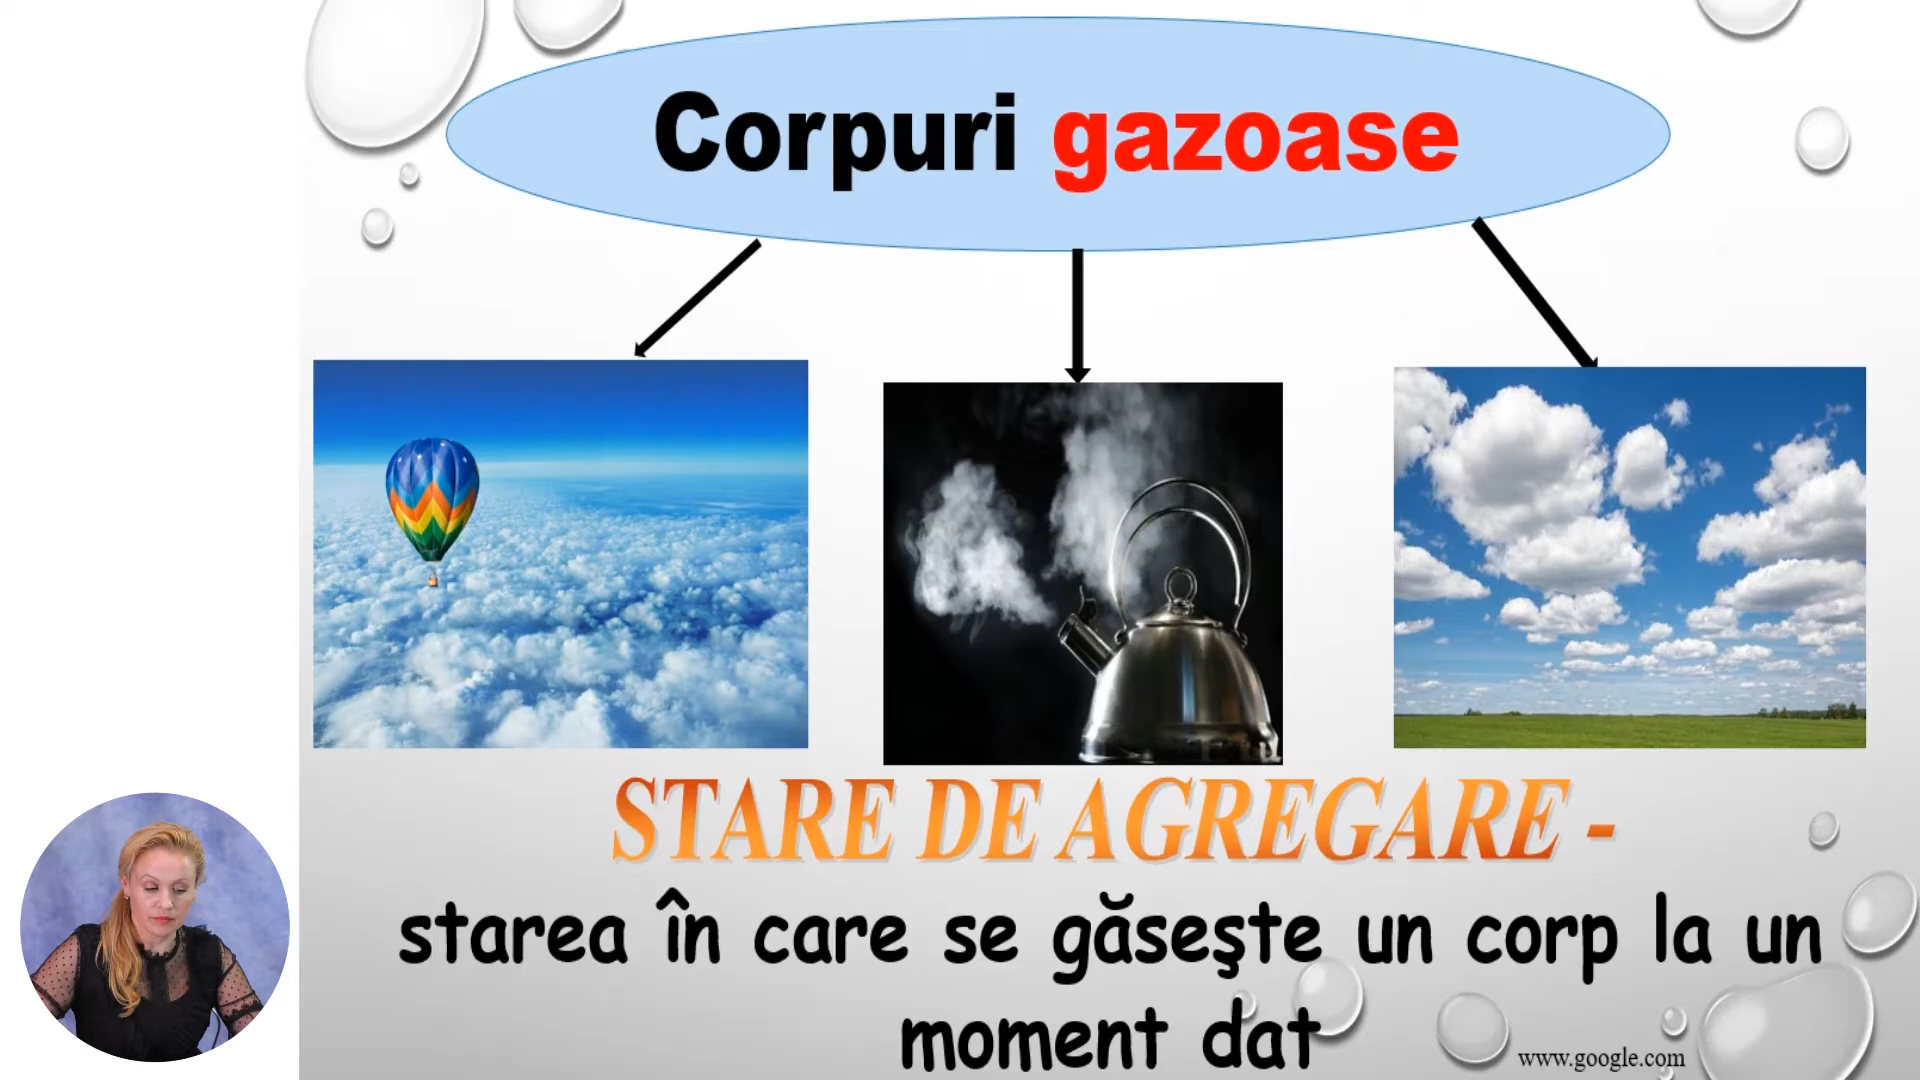 Corpuri gazoase
STARE DE AGREGARE -
starea în care se găseşte un corp la un
moment dat
www.google.com